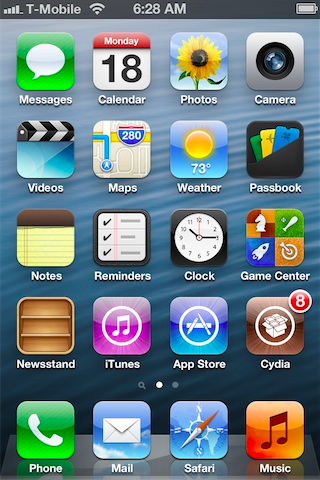 T-Mobile 6:28 AM
Monday
18
280
73°
8
Messages Calendar Photos Camera
Videos Maps Weather Passbook
Notes Reminders Clock Game Center
Newsstand iTunes App Store Cydia
Phone Mail Safari Music